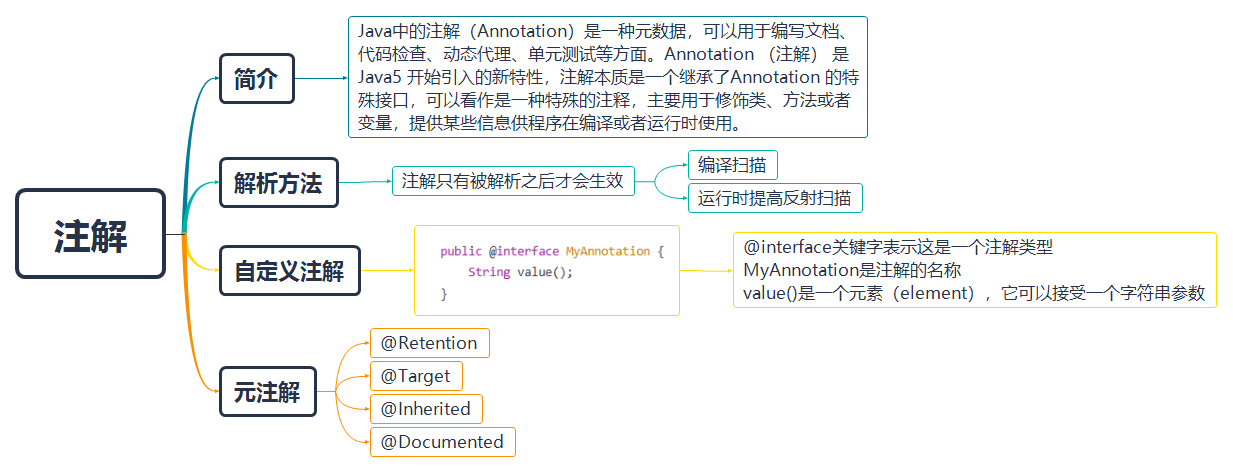 注解
简介
Java中的注解（Annotation）是一种元数据，可以用于编写文档、
代码检查、动态代理、单元测试等方面。Annotation （注解） 是
Java5 开始引入的新特性，注解本质是一个继承了Annotation 的特
殊接口，可以看作是一种特殊的注释，主要用于修饰类、方法或者
变量，提供某些信息供程序在编译或者运行时使用。
解析方法
注解只有被解析之后才会生效
编译扫描
运行时提高反射扫描
自定义注解
public @interface MyAnnotation {
String value();
}
@interface关键字表示这是一个注解类型
MyAnnotation是注解的名称
value()是一个元素（element），它可以接受一个字符串参数
元注解
@Retention
@Target
@Inherited
@Documented